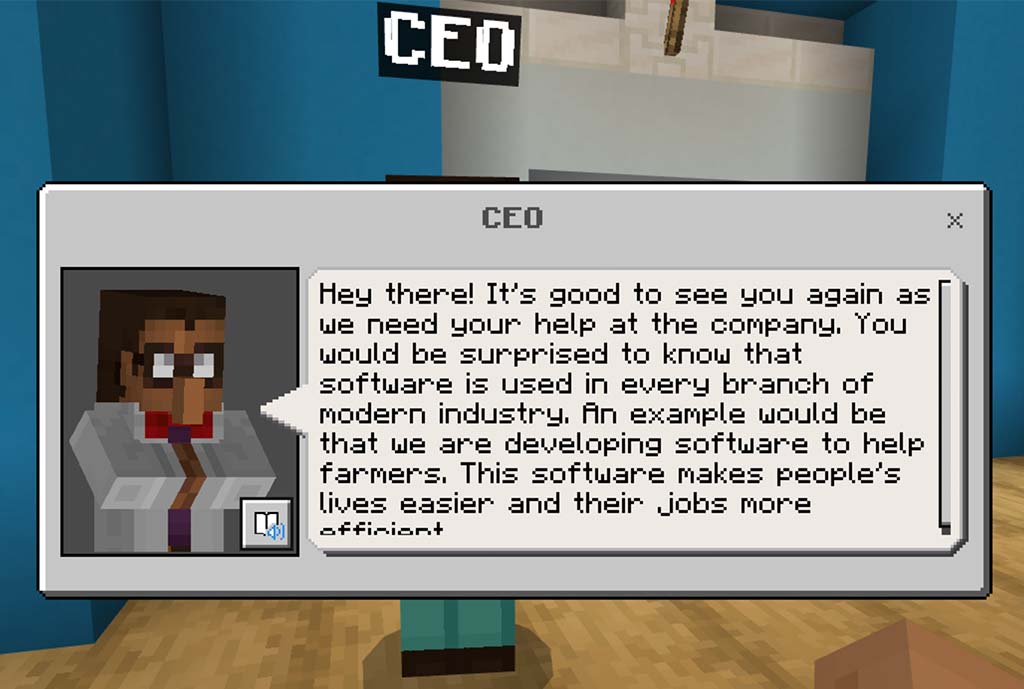 CEO
CEO
Hey there! It's good to see you again as
we need your help at the company. You
would be surprised to know that
software is used in every branch of
modern industry. An example would be
that we are developing software to help
farmers. This software makes people's
lives easier and their jobs more
efficient